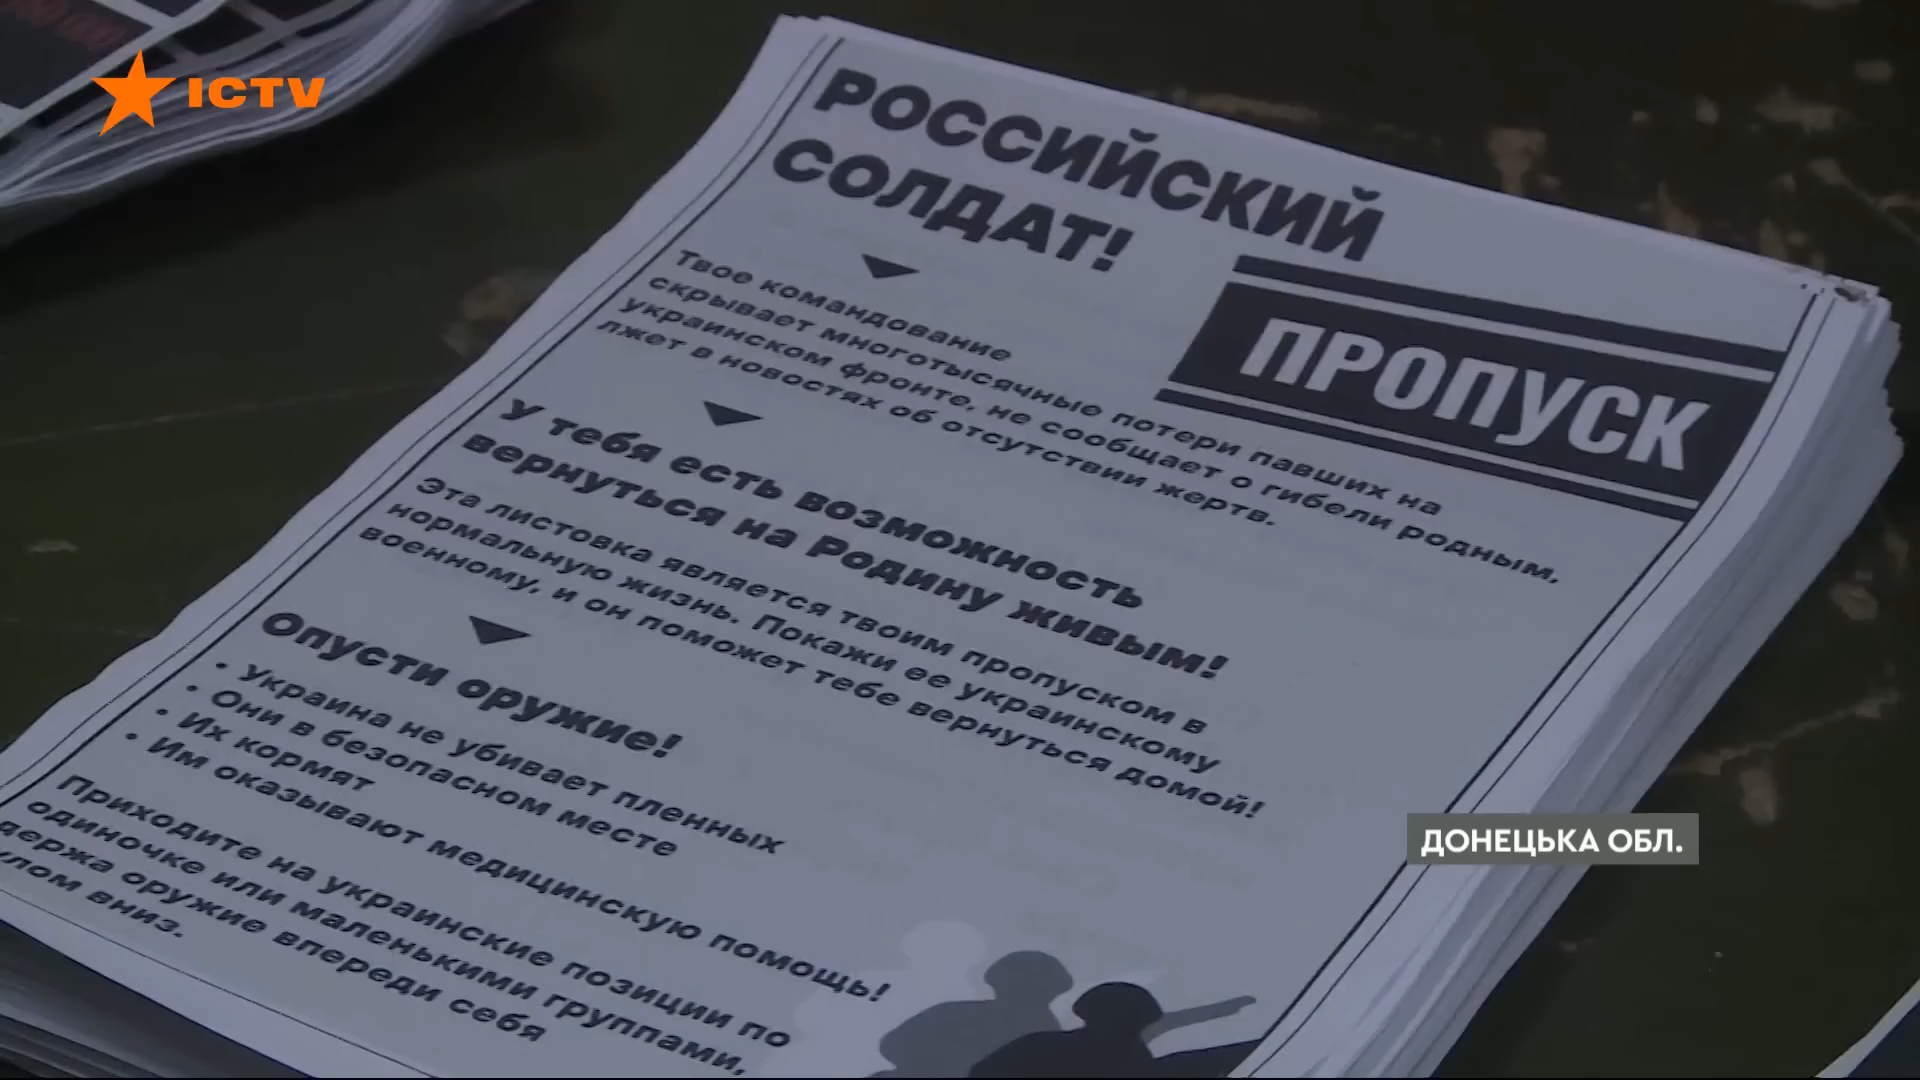 ICTV
РОССИЙСКИЙ
СОЛДАТ!
ПРОПУСК
Твое командование
скрывает многотысячные потери павших на
украинском фронте, не сообщает о гибели родным,
лжет в новостях об отсутствии жертв.
У тебя есть возможность
вернуться на Родину живым!
Эта листовка является твоим пропуском в
нормальную жизнь. Покажи ее украинскому
военному, и он поможет тебе вернуться домой!
Опусти оружие!
• Украина не убивает пленных
• Они в безопасном месте
• Их кормят
• Им оказывают медицинскую помощь!
Приходите на украинские позиции по
одиночке или маленькими группами,
держа оружие впереди себя
вниз.
ДОНЕЦЬКА ОБЛ.